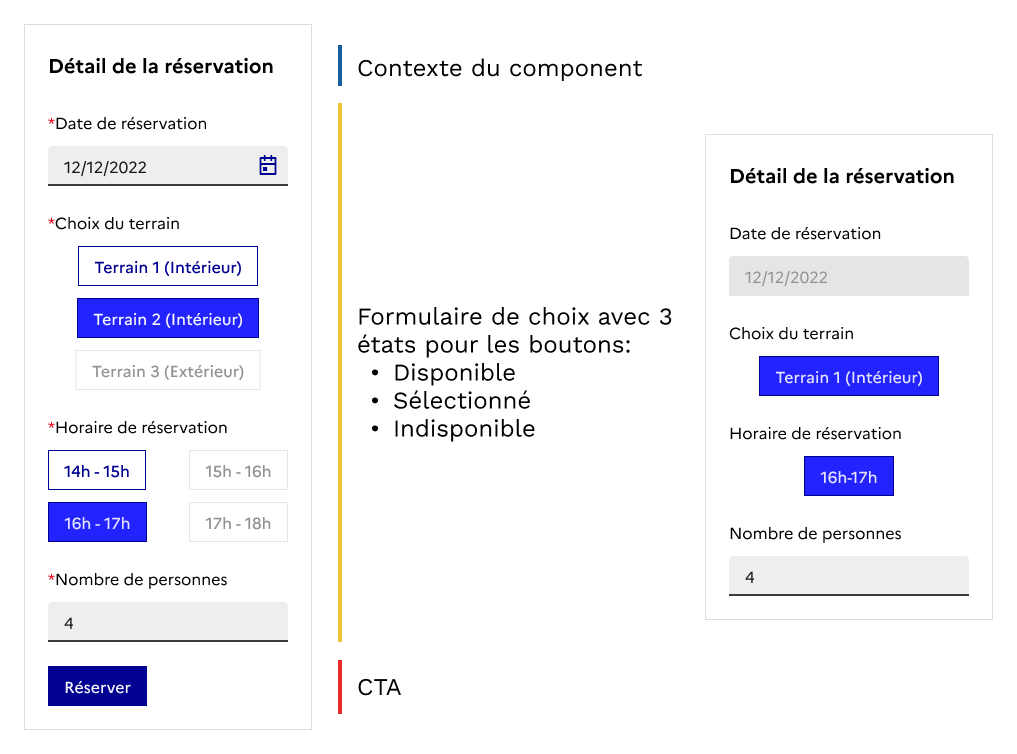 Détail de la réservation
*Date de réservation
12/12/2022
*Choix du terrain
Terrain 1 (Intérieur)
Terrain 2 (Intérieur)
Terrain 3 (Extérieur)
*Horaire de réservation
14h - 15h
15h - 16h
16h - 17h
17h - 18h
*Nombre de personnes
4
Réserver
Contexte du component
Formulaire de choix avec 3
états pour les boutons:
• Disponible
• Sélectionné
• Indisponible
CTA
Détail de la réservation
Date de réservation
12/12/2022
Choix du terrain
Terrain 1 (Intérieur)
Horaire de réservation
16h-17h
Nombre de personnes
4